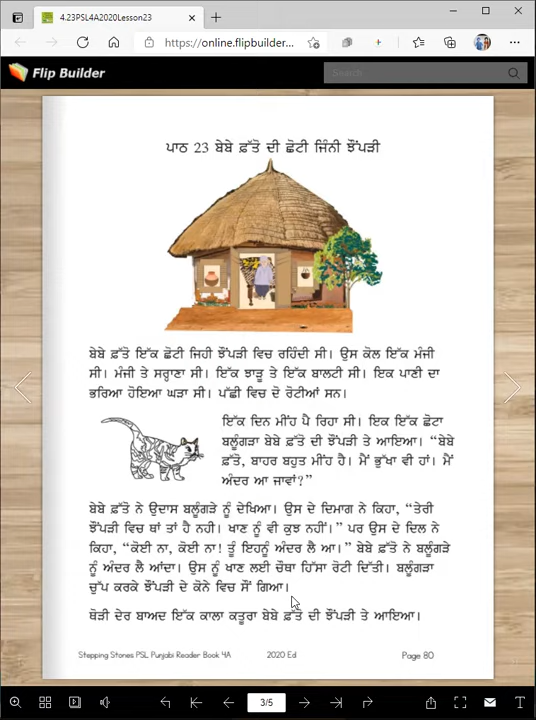 4.23PSL4A2020Lesson23
https://online.flipbuilder...
Flip Builder
Search
ਪਾਠ 23 ਬੇਬੇ ਫ਼ੱਤੋ ਦੀ ਛੋਟੀ ਜਿੰਨੀ ਝੌਂਪੜੀ
ਬੇਬੇ ਫ਼ੱਤੋ ਇੱਕ ਛੋਟੀ ਜਿਹੀ ਝੌਂਪੜੀ ਵਿਚ ਰਹਿੰਦੀ ਸੀ। ਉਸ ਕੋਲ ਇੱਕ ਮੰਜੀ
ਸੀ। ਮੰਜੀ ਤੇ ਸਰ੍ਹਾਣਾ ਸੀ। ਇੱਕ ਝਾੜੂ ਤੇ ਇੱਕ ਬਾਲਟੀ ਸੀ। ਇਕ ਪਾਣੀ ਦਾ
ਭਰਿਆ ਹੋਇਆ ਘੜਾ ਸੀ। ਪੱਛੀ ਵਿਚ ਦੋ ਰੋਟੀਆਂ ਸਨ।
ਇੱਕ ਦਿਨ ਮੀਂਹ ਪੈ ਰਿਹਾ ਸੀ। ਇਕ ਇੱਕ ਛੋਟਾ
ਬਲੂੰਗੜਾ ਬੇਬੇ ਫ਼ੱਤੋ ਦੀ ਝੌਂਪੜੀ ਤੇ ਆਇਆ। “ਬੇਬੇ
ਫ਼ੱਤੋ, ਬਾਹਰ ਬਹੁਤ ਮੀਂਹ ਹੈ। ਮੈਂ ਭੁੱਖਾ ਵੀ ਹਾਂ। ਮੈਂ
ਅੰਦਰ ਆ ਜਾਵਾਂ?”
ਬੇਬੇ ਫ਼ੱਤੋ ਨੇ ਉਦਾਸ ਬਲੂੰਗੜੇ ਨੂੰ ਦੇਖਿਆ। ਉਸ ਦੇ ਦਿਮਾਗ ਨੇ ਕਿਹਾ, “ਤੇਰੀ
ਝੌਂਪੜੀ ਵਿਚ ਥਾਂ ਤਾਂ ਹੈ ਨਹੀ। ਖਾਣ ਨੂੰ ਵੀ ਕੁਝ ਨਹੀਂ।” ਪਰ ਉਸ ਦੇ ਦਿਲ ਨੇ
ਕਿਹਾ, “ਕੋਈ ਨਾ, ਕੋਈ ਨਾ! ਤੂੰ ਇਹਨੂੰ ਅੰਦਰ ਲੈ ਆ।” ਬੇਬੇ ਫ਼ੱਤੋ ਨੇ ਬਲੂੰਗੜੇ
ਨੂੰ ਅੰਦਰ ਲੈ ਆਂਦਾ। ਉਸ ਨੂੰ ਖਾਣ ਲਈ ਚੌਥਾ ਹਿੱਸਾ ਰੋਟੀ ਦਿੱਤੀ। ਬਲੂੰਗੜਾ
ਚੁੱਪ ਕਰਕੇ ਝੌਂਪੜੀ ਦੇ ਕੋਨੇ ਵਿਚ ਸੌਂ ਗਿਆ।
ਥੋੜੀ ਦੇਰ ਬਾਅਦ ਇੱਕ ਕਾਲਾ ਕਤੂਰਾ ਬੇਬੇ ਫ਼ੱਤੋ ਦੀ ਝੌਂਪੜੀ ਤੇ ਆਇਆ।
Stepping Stones PSL Punjabi Reader Book 4A 2020 Ed Page 80
3/5